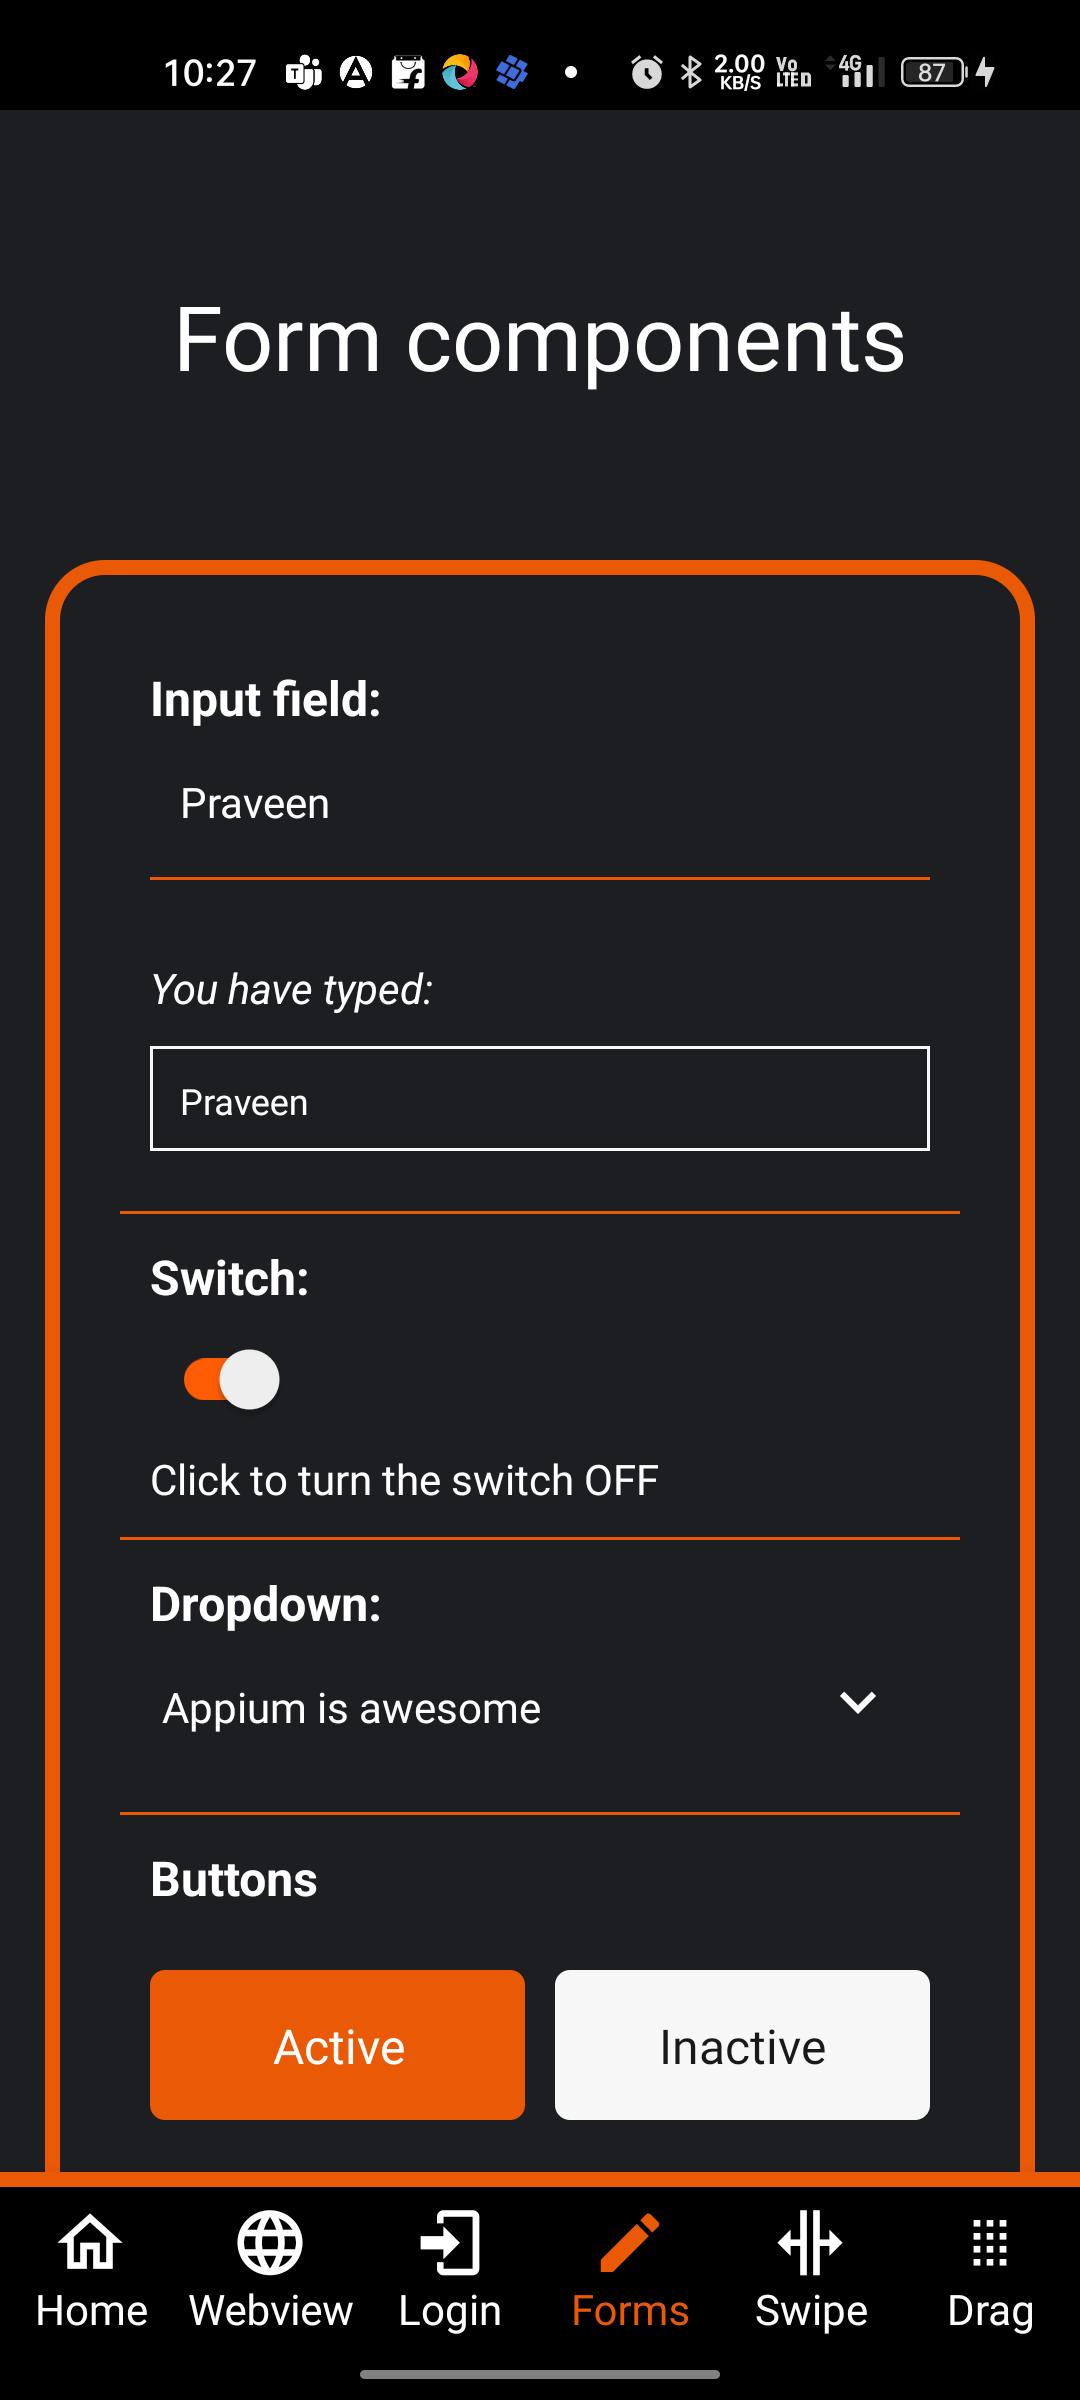 10:27 2.00 KB/S Vo LTED 4G 87
Form components
Input field:
Praveen
You have typed:
Praveen
Switch:
Click to turn the switch OFF
Dropdown:
Appium is awesome
Buttons
Active Inactive
Home Webview Login Forms Swipe Drag